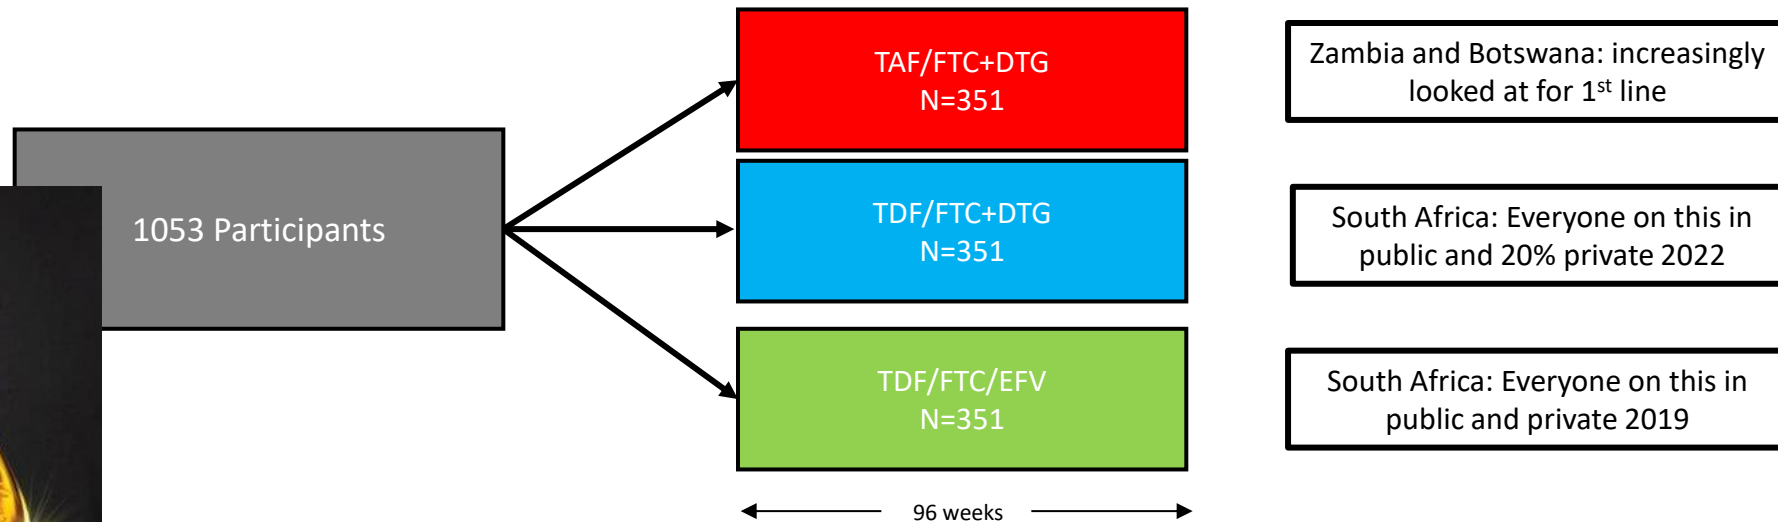 TAF/FTC+DTG
N=351
Zambia and Botswana: increasingly
looked at for 1st line
1053 Participants
TDF/FTC+DTG
N=351
South Africa: Everyone on this in
public and 20% private 2022
TDF/FTC/EFV
N=351
South Africa: Everyone on this in
public and private 2019
96 weeks